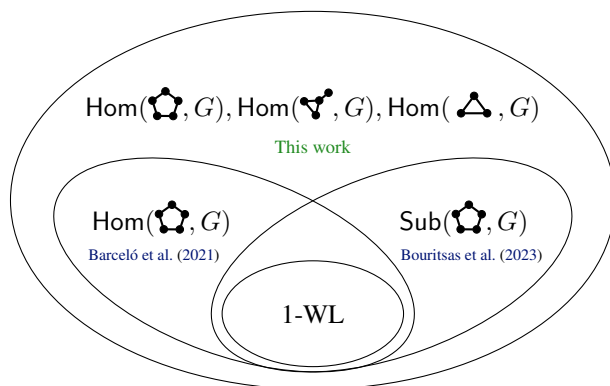 Hom( , G), Hom( , G), Hom( , G)
This work
Hom( , G)
Sub( , G)
Barceló et al. (2021)
Bouritsas et al. (2023)
1-WL